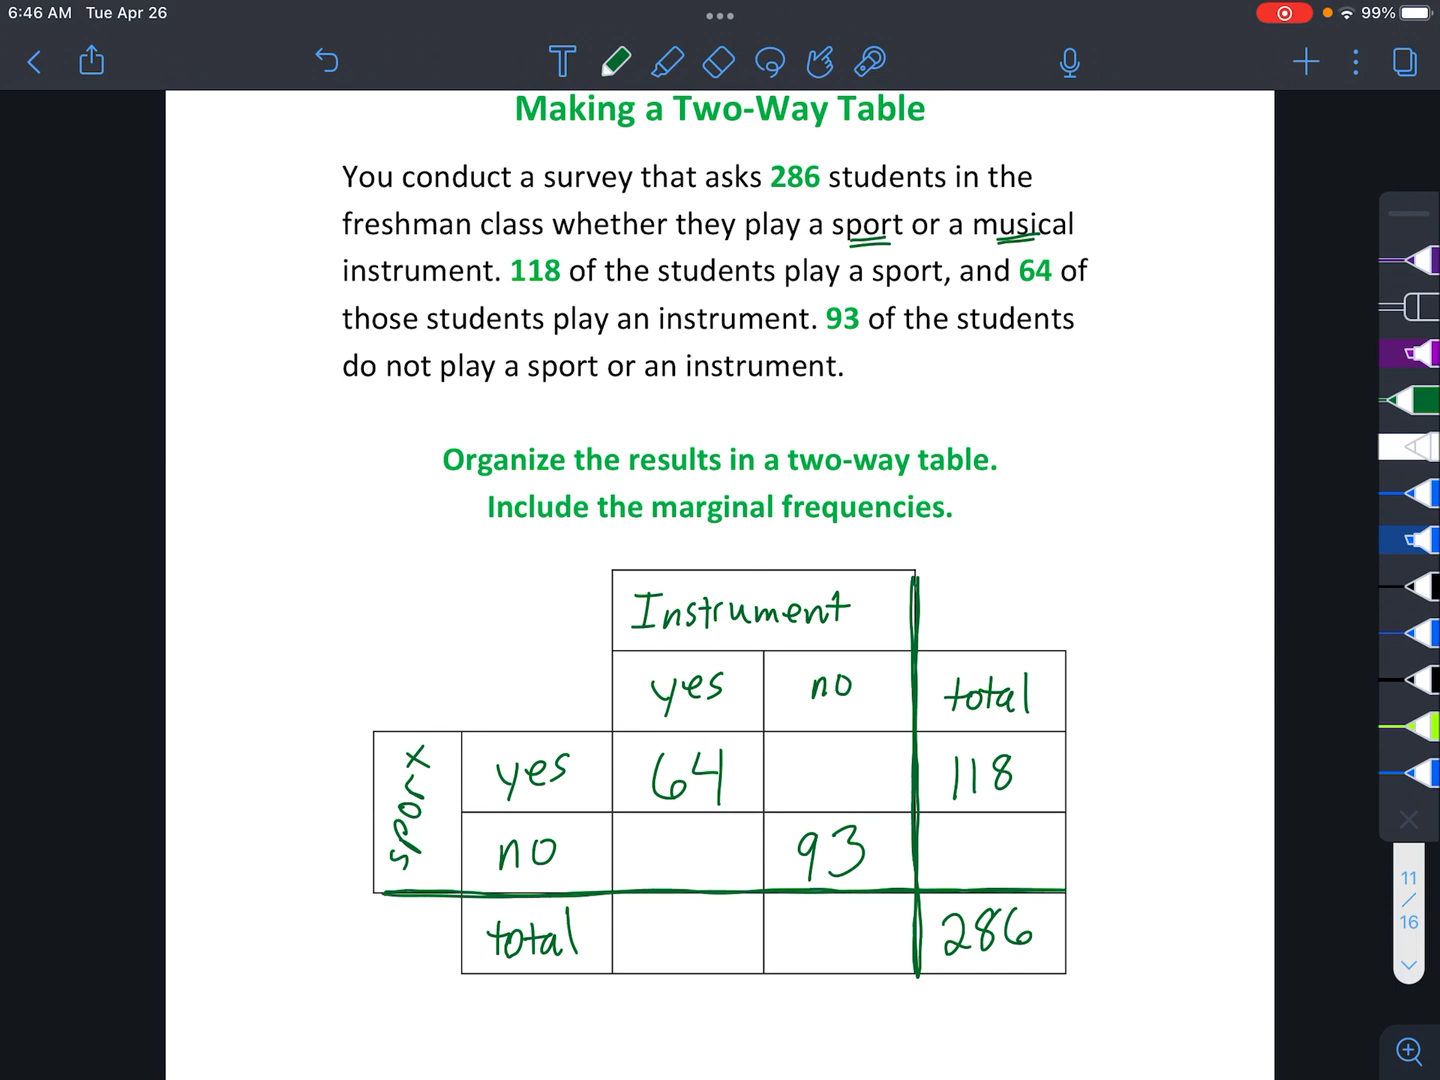 6:46 AM Tue Apr 26
99%
Making a Two-Way Table
You conduct a survey that asks 286 students in the
freshman class whether they play a sport or a musical
instrument. 118 of the students play a sport, and 64 of
those students play an instrument. 93 of the students
do not play a sport or an instrument.
Organize the results in a two-way table.
Include the marginal frequencies.
Instrument
yes no total
sport
yes 64 118
no 93
total 286
11
/
16